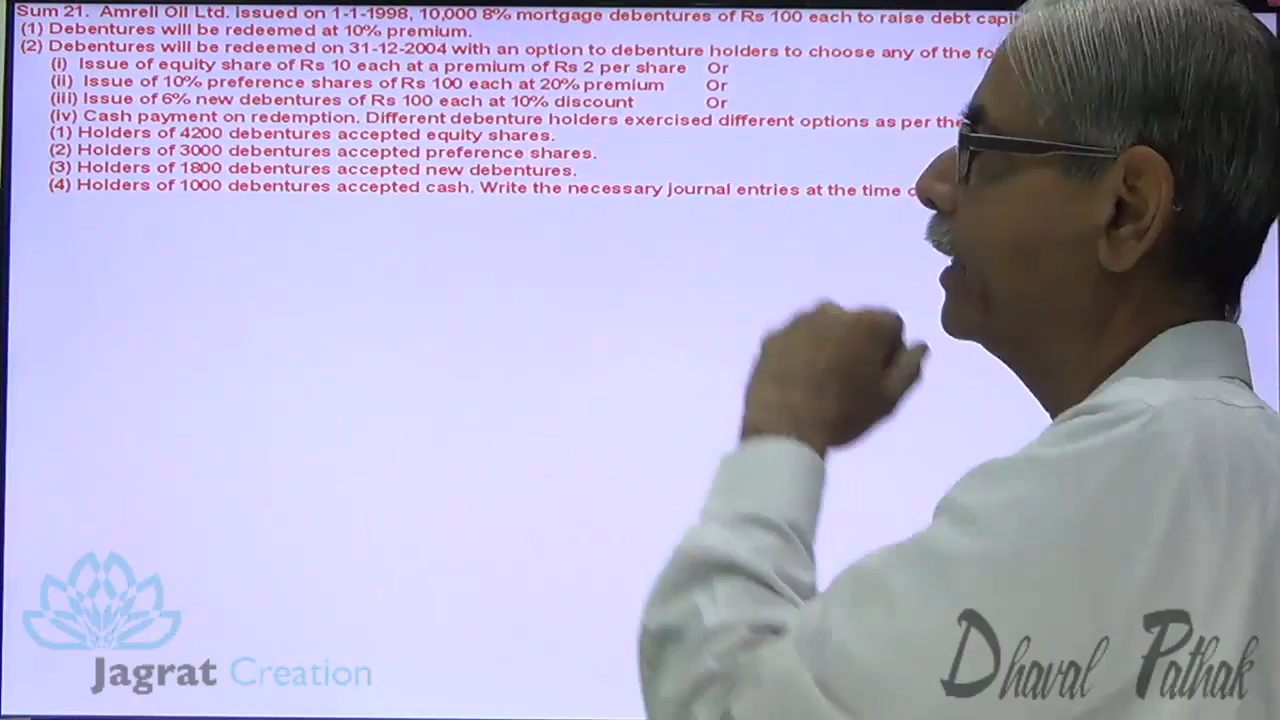 Sum 21. Amreli Oil Ltd. issued on 1-1-1998, 10,000 8% mortgage debentures of Rs 100 each to raise debt
(1) Debentures will be redeemed at 10% premium.
(2) Debentures will be redeemed on 31-12-2004 with an option to debenture holders to choose any of the
(i) Issue of equity share of Rs 10 each at a premium of Rs 2 per share Or
(ii) Issue of 10% preference shares of Rs 100 each at 20% premium Or
(iii) Issue of 6% new debentures of Rs 100 each at 10% discount Or
(iv) Cash payment on redemption. Different debenture holders exercised different options as per
(1) Holders of 4200 debentures accepted equity shares.
(2) Holders of 3000 debentures accepted preference shares.
(3) Holders of 1800 debentures accepted new debentures.
(4) Holders of 1000 debentures accepted cash. Write the necessary journal entries at the time
Jagrat Creation
Dhaval Pathak